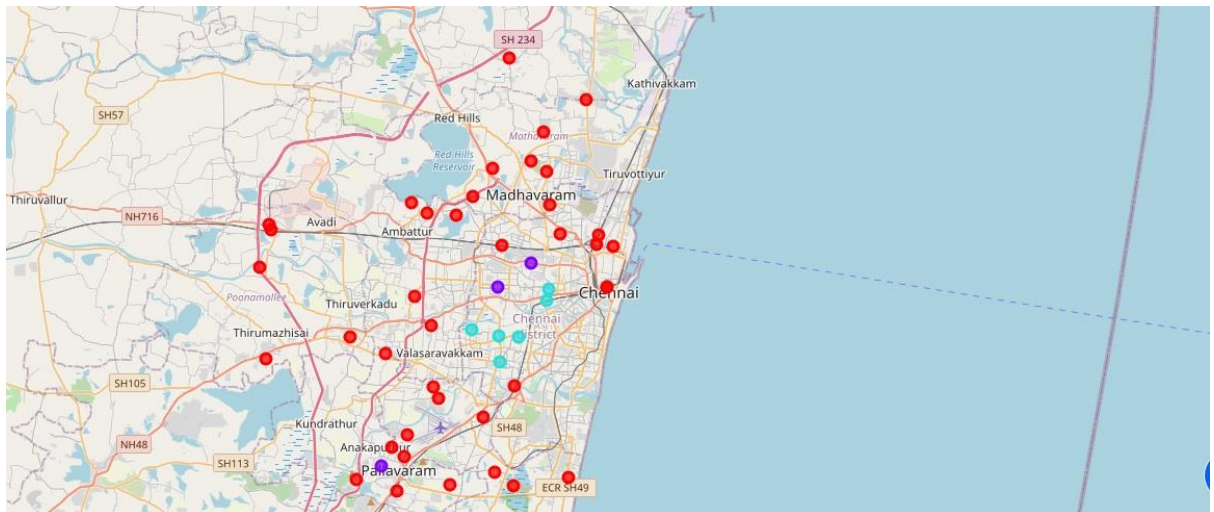 SH 234
Kathivakkam
SH57
Red Hills
Mathavaram
Red Hills
Reservoir
Tiruvottiyur
Thiruvallur
Madhavaram
NH716
Avadi
Ambattur
Poonamallee
Thiruverkadu
Chennai
Chennai
District
Thirumazhisai
Valasaravakkam
SH105
Kundrathur
SH48
NH48
Anakaputhur
SH113
Pallavaram
ECR SH49